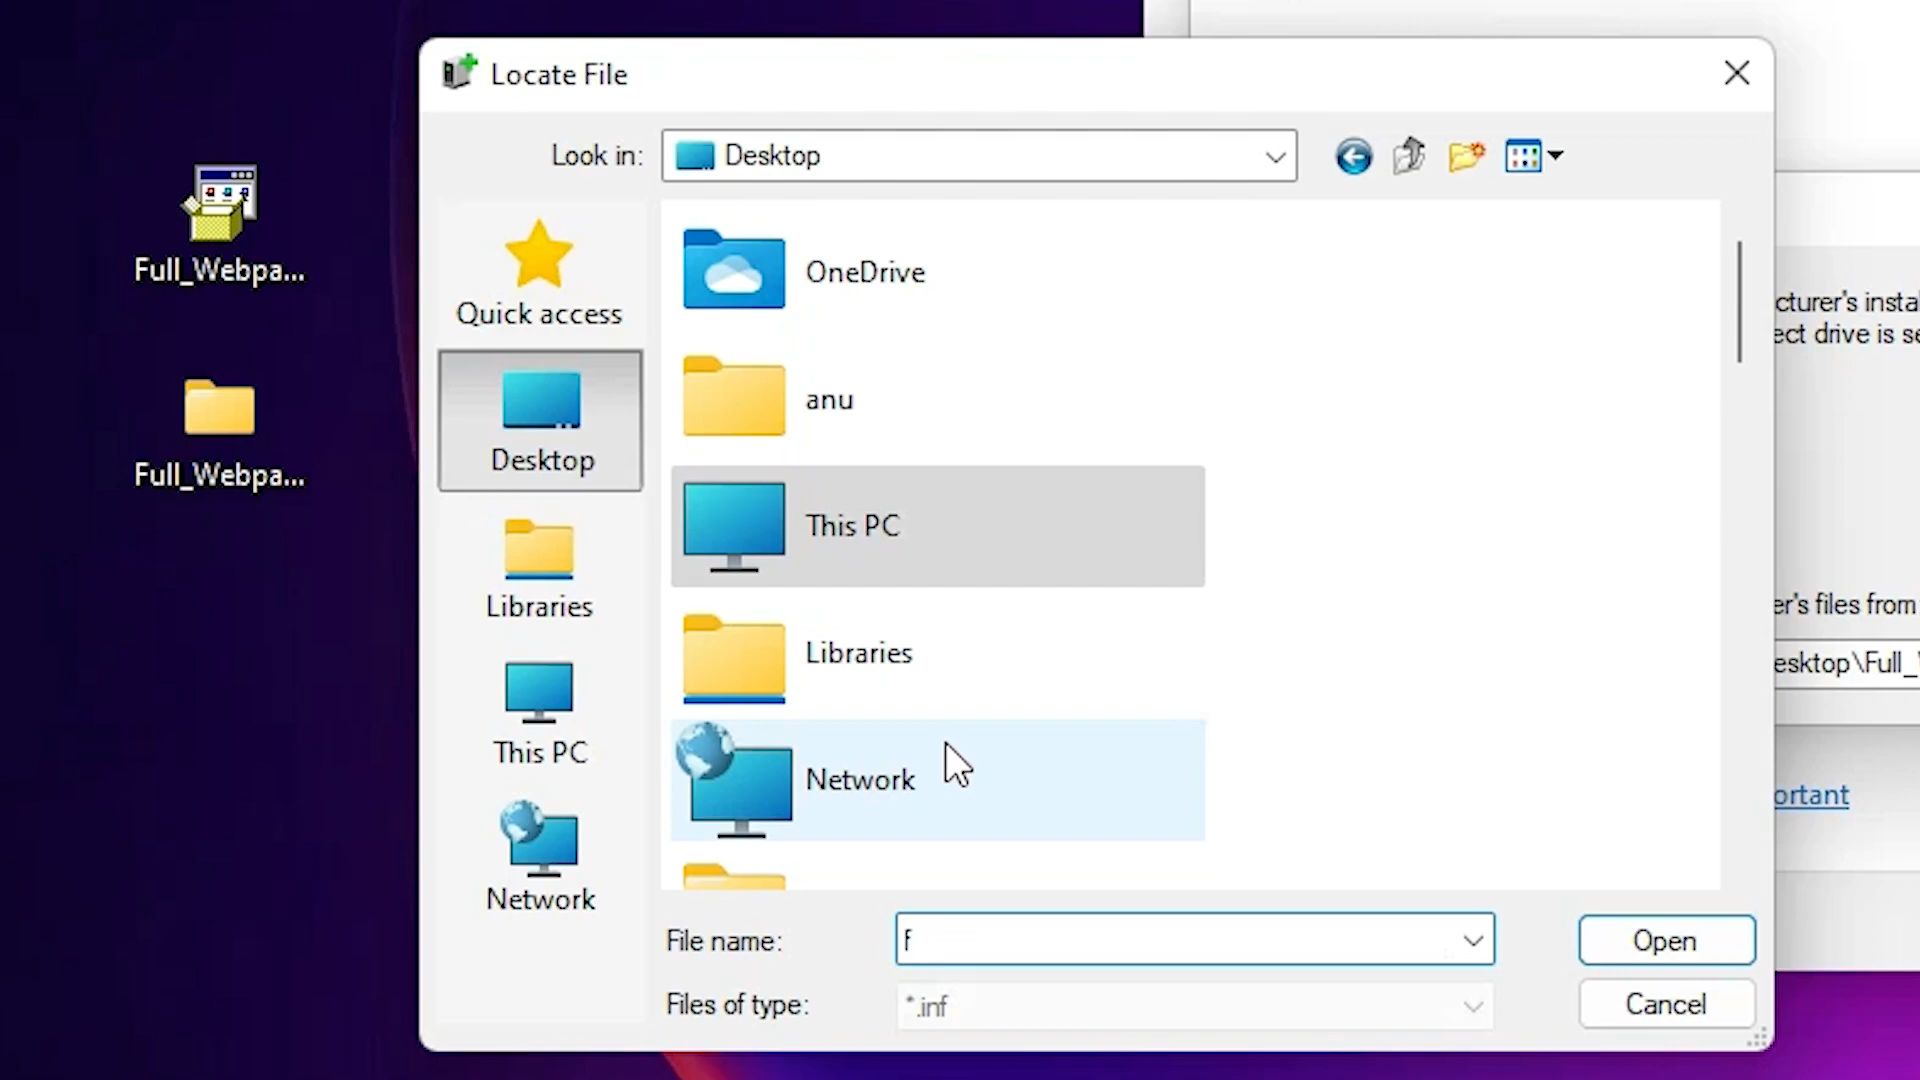 Full_Webpa...
Full_Webpa...
Locate File
Look in:
Desktop
Quick access
Desktop
Libraries
This PC
Network
OneDrive
anu
This PC
Libraries
Network
File name:
f
Open
Files of type:
*.inf
Cancel
cturer's insta
ect drive is se
er's files from
esktop\Full_
ortant